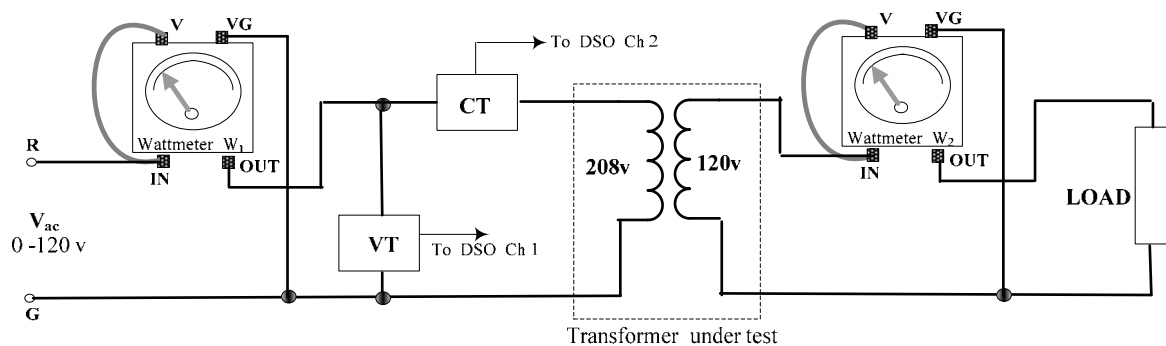 V
VG
V
VG
To DSO Ch 2
CT
Wattmeter W1
Wattmeter W2
R
IN
OUT
IN
OUT
208v
120v
LOAD
Vac
0 -120 v
VT
To DSO Ch 1
G
Transformer under test